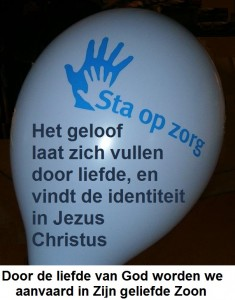 Sta op zorg
Het geloof
laat zich vullen
door liefde, en
vindt de identiteit
in Jezus
Christus
Door de liefde van God worden we
aanvaard in Zijn geliefde Zoon